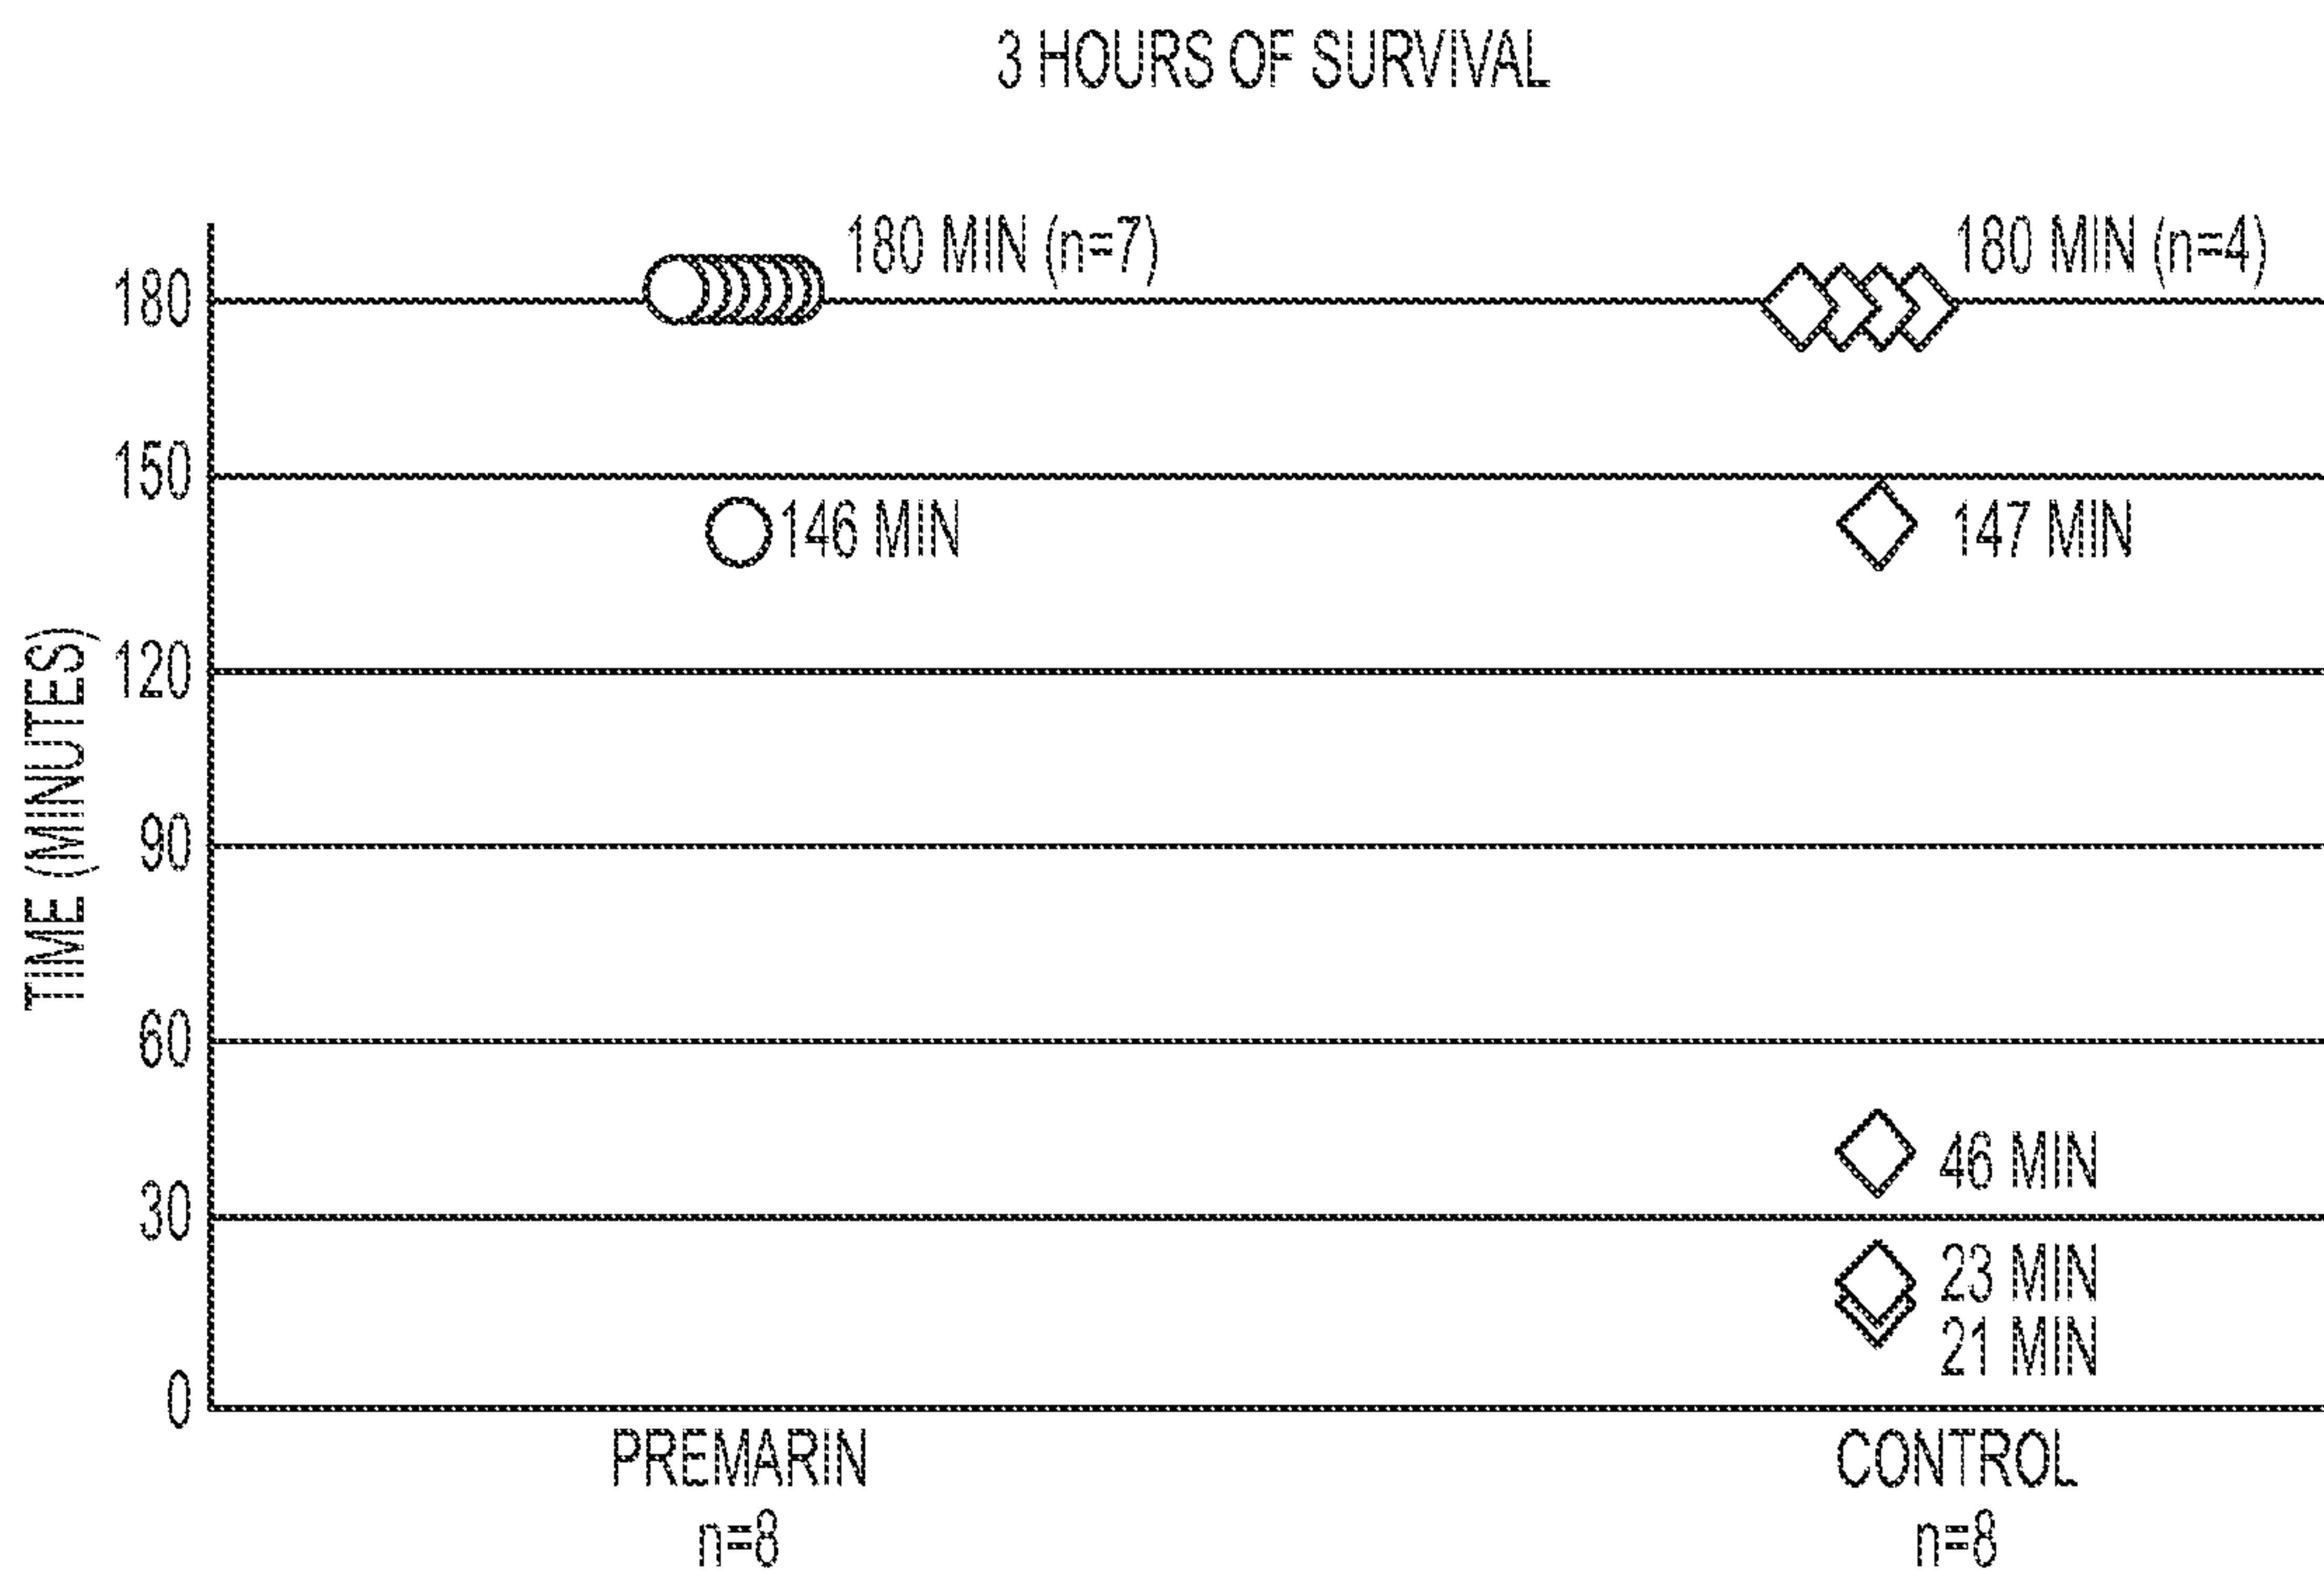 3 HOURS OF SURVIVAL
180 MIN (n=7)
180 MIN (n=4)
180
150
146 MIN
147 MIN
120
TIME (MINUTES)
90
60
46 MIN
30
23 MIN
21 MIN
0
PREMARIN
n=8
CONTROL
n=8